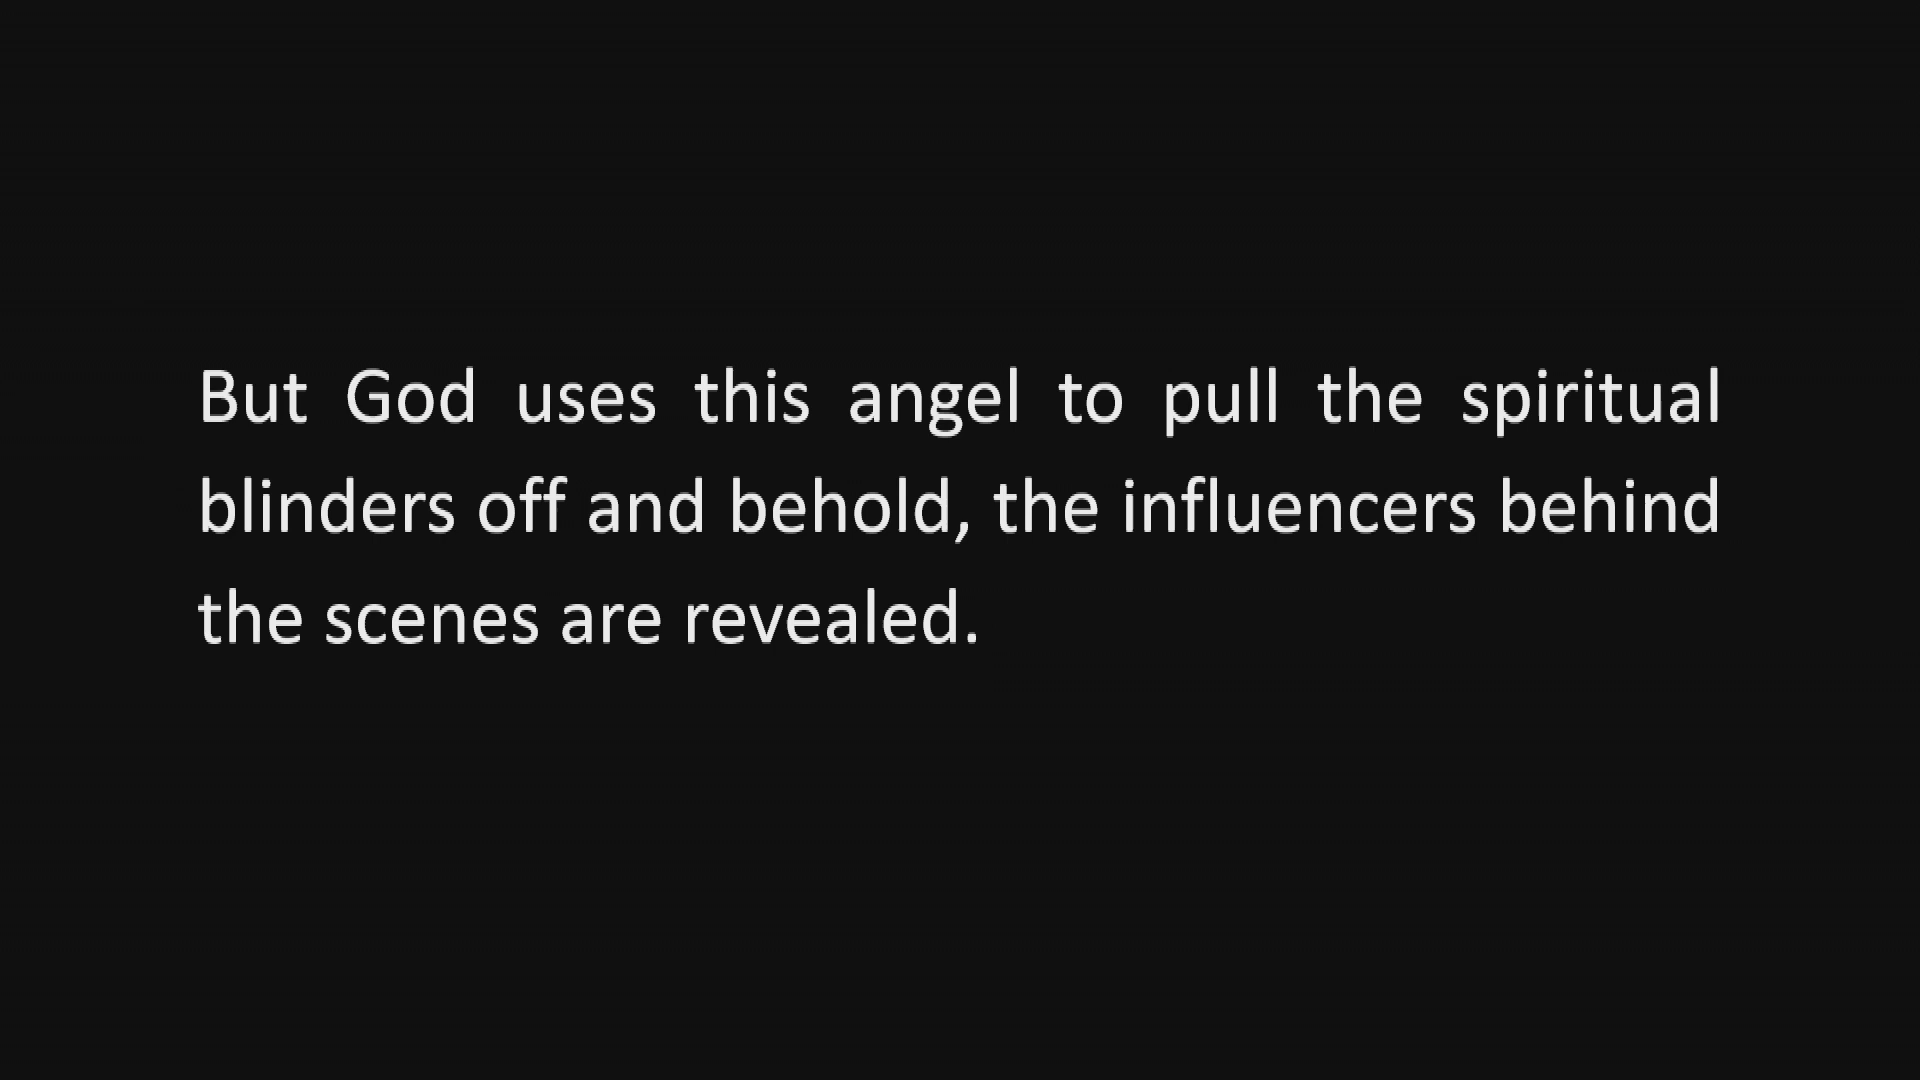 But God uses this angel to pull the spiritual
blinders off and behold, the influencers behind
the scenes are revealed.